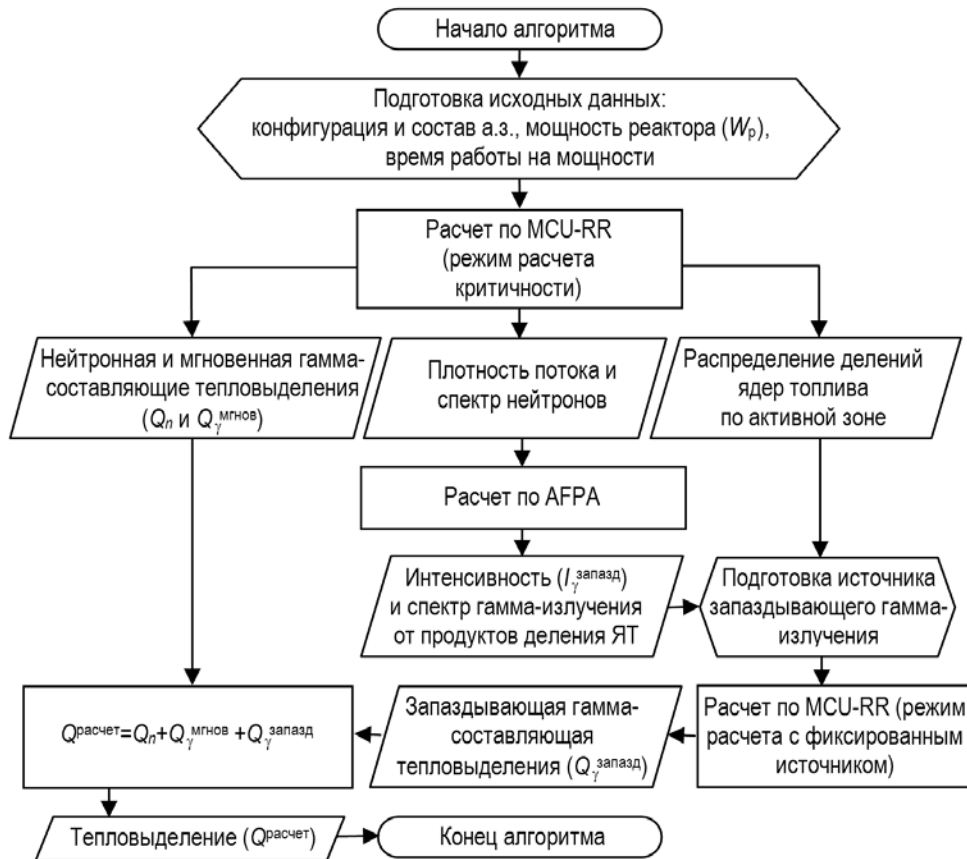 Начало алгоритма
Подготовка исходных данных:
конфигурация и состав а.з., мощность реактора (Wр),
время работы на мощности
Расчет по MCU-RR
(режим расчета
критичности)
Нейтронная и мгновенная гамма-
составляющие тепловыделения
(Qn и Qγмгнов)
Плотность потока и
спектр нейтронов
Распределение делений
ядер топлива
по активной зоне
Расчет по AFPA
Интенсивность (Iγзапазд)
и спектр гамма-излучения
от продуктов деления ЯТ
Подготовка источника
запаздывающего гамма-
излучения
Qрасчет=Qn+Qγмгнов +Qγзапазд
Запаздывающая гамма-
составляющая
тепловыделения (Qγзапазд)
Расчет по MCU-RR (режим
расчета с фиксированным
источником)
Тепловыделение (Qрасчет)
Конец алгоритма